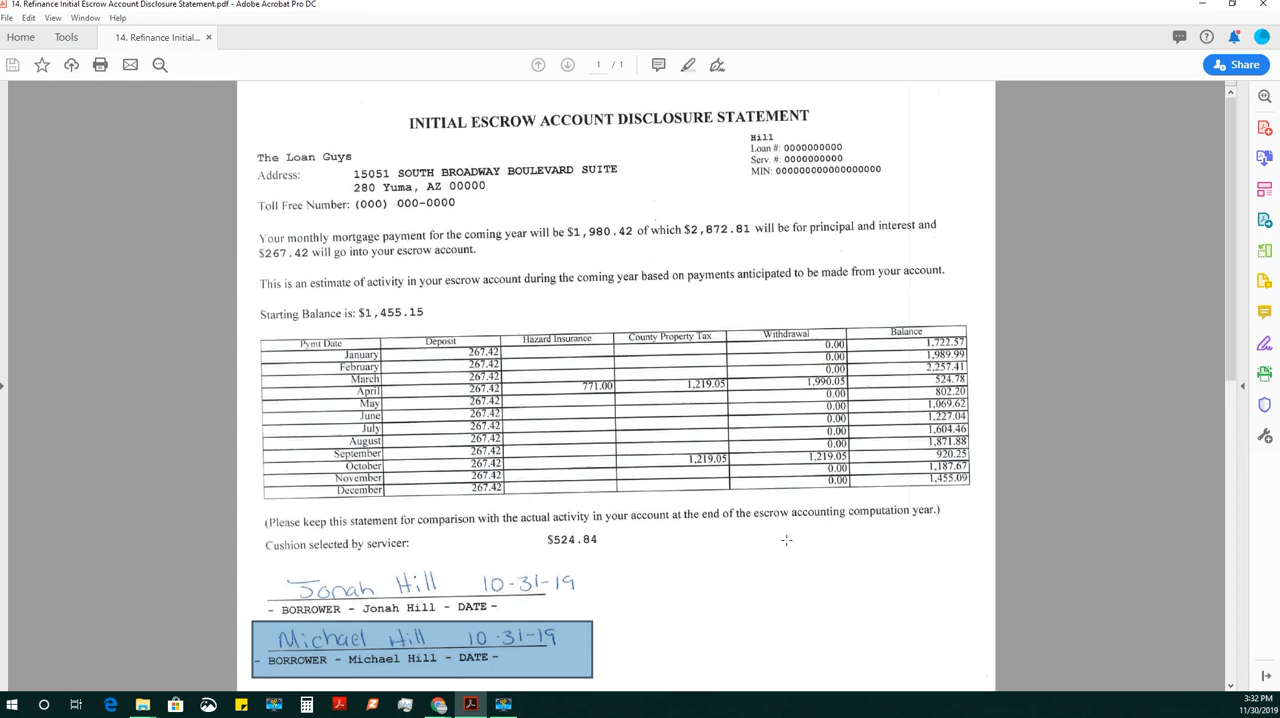 14. Refinance Initial Escrow Account Disclosure Statement.pdf - Adobe Acrobat Pro DC
File Edit View Window Help
Home Tools 14. Refinance Initial... ×
1 / 1
Share
INITIAL ESCROW ACCOUNT DISCLOSURE STATEMENT
Hill
Loan #: 0000000000
Serv. #: 0000000000
MIN: 000000000000000000
The Loan Guys
Address: 15051 SOUTH BROADWAY BOULEVARD SUITE
280 Yuma, AZ 00000
Toll Free Number: (000) 000-0000
Your monthly mortgage payment for the coming year will be $1,980.42 of which $2,872.81 will be for principal and interest and
$267.42 will go into your escrow account.
This is an estimate of activity in your escrow account during the coming year based on payments anticipated to be made from your account.
Starting Balance is: $1,455.15
Pymt Date Deposit Hazard Insurance County Property Tax Withdrawal Balance
January 267.42 0.00 1,722.57
February 267.42 0.00 1,989.99
March 267.42 0.00 2,257.41
April 267.42 771.00 1,219.05 1,990.05 524.78
May 267.42 0.00 802.20
June 267.42 0.00 1,069.62
July 267.42 0.00 1,227.04
August 267.42 0.00 1,604.46
September 267.42 0.00 1,871.88
October 267.42 1,219.05 1,219.05 920.25
November 267.42 0.00 1,187.67
December 267.42 0.00 1,455.09
(Please keep this statement for comparison with the actual activity in your account at the end of the escrow accounting computation year.)
Cushion selected by servicer: $524.84
Jonah Hill 10-31-19
- BORROWER - Jonah Hill - DATE -
Michael Hill 10-31-19
- BORROWER - Michael Hill - DATE -
3:32 PM
11/30/2019